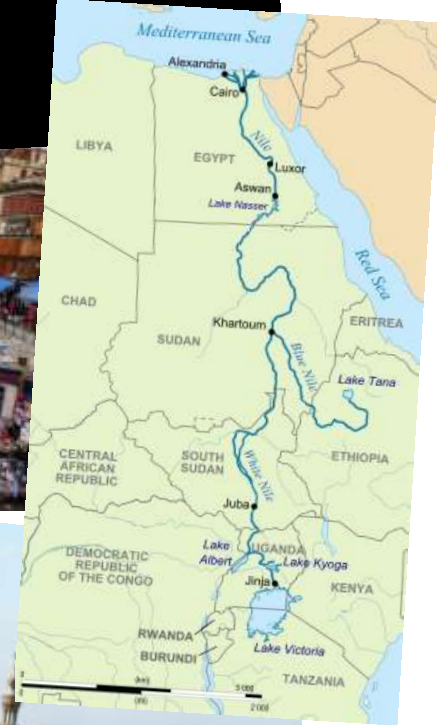 Mediterranean Sea
Alexandria
Cairo
LIBYA
EGYPT
Nile
Luxor
Aswan
Lake Nasser
Red Sea
CHAD
SUDAN
Khartoum
ERITREA
Blue Nile
Lake Tana
CENTRAL
AFRICAN
REPUBLIC
SOUTH
SUDAN
White Nile
ETHIOPIA
Juba
DEMOCRATIC
REPUBLIC
OF THE CONGO
Lake
Albert
UGANDA
Lake Kyoga
Jinja
KENYA
RWANDA
BURUNDI
Lake Victoria
TANZANIA
(km)
(mi)